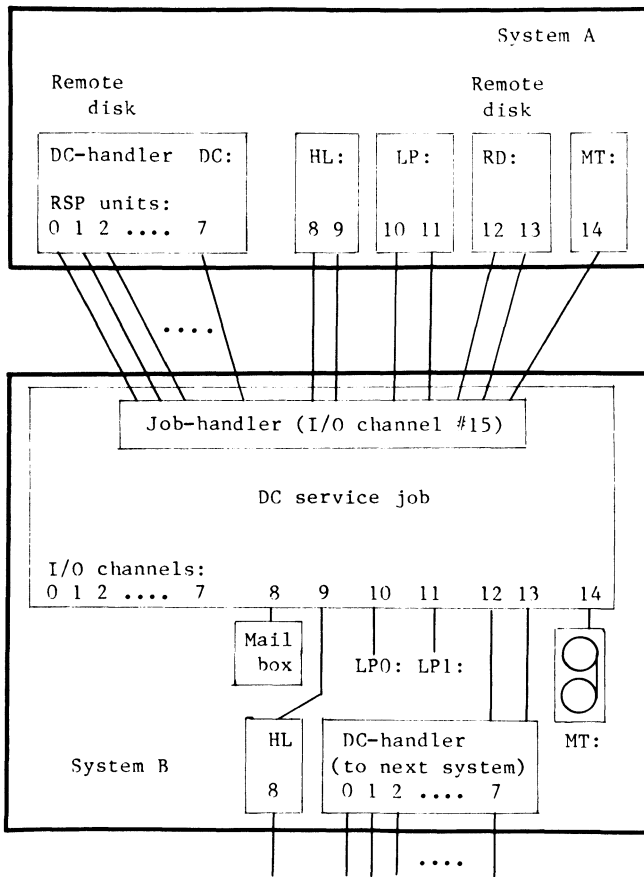 System A
Remote
disk
Remote
disk
DC-handler DC:
RSP units:
0 1 2 .... 7
HL:
8 9
LP:
10 11
RD:
12 13
MT:
14
....
Job-handler (I/O channel #15)
DC service job
I/O channels:
0 1 2 .... 7 8 9 10 11 12 13 14
Mail
box
LP0: LP1:
MT:
HL
8
DC-handler
(to next system)
0 1 2 .... 7
System B
....